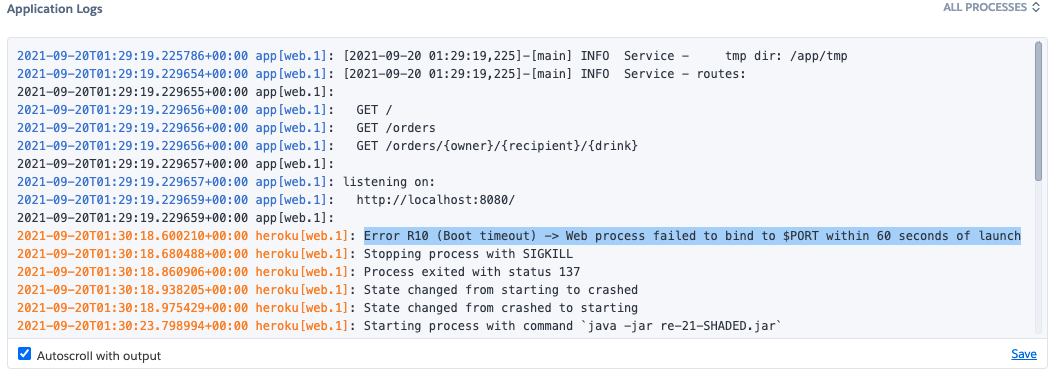 Application Logs
ALL PROCESSES
2021-09-20T01:29:19.225786+00:00 app[web.1]: [2021-09-20 01:29:19,225]-[main] INFO  Service -     tmp dir: /app/tmp
2021-09-20T01:29:19.229654+00:00 app[web.1]: [2021-09-20 01:29:19,229]-[main] INFO  Service - routes:
2021-09-20T01:29:19.229655+00:00 app[web.1]:
2021-09-20T01:29:19.229656+00:00 app[web.1]:   GET /
2021-09-20T01:29:19.229656+00:00 app[web.1]:   GET /orders
2021-09-20T01:29:19.229656+00:00 app[web.1]:   GET /orders/{owner}/{recipient}/{drink}
2021-09-20T01:29:19.229657+00:00 app[web.1]:
2021-09-20T01:29:19.229657+00:00 app[web.1]: listening on:
2021-09-20T01:29:19.229659+00:00 app[web.1]:   http://localhost:8080/
2021-09-20T01:29:19.229659+00:00 app[web.1]:
2021-09-20T01:30:18.600210+00:00 heroku[web.1]: Error R10 (Boot timeout) -> Web process failed to bind to $PORT within 60 seconds of launch
2021-09-20T01:30:18.680488+00:00 heroku[web.1]: Stopping process with SIGKILL
2021-09-20T01:30:18.860906+00:00 heroku[web.1]: Process exited with status 137
2021-09-20T01:30:18.938205+00:00 heroku[web.1]: State changed from starting to crashed
2021-09-20T01:30:18.975429+00:00 heroku[web.1]: State changed from crashed to starting
2021-09-20T01:30:23.798994+00:00 heroku[web.1]: Starting process with command `java -jar re-21-SHADED.jar`
Autoscroll with output
Save